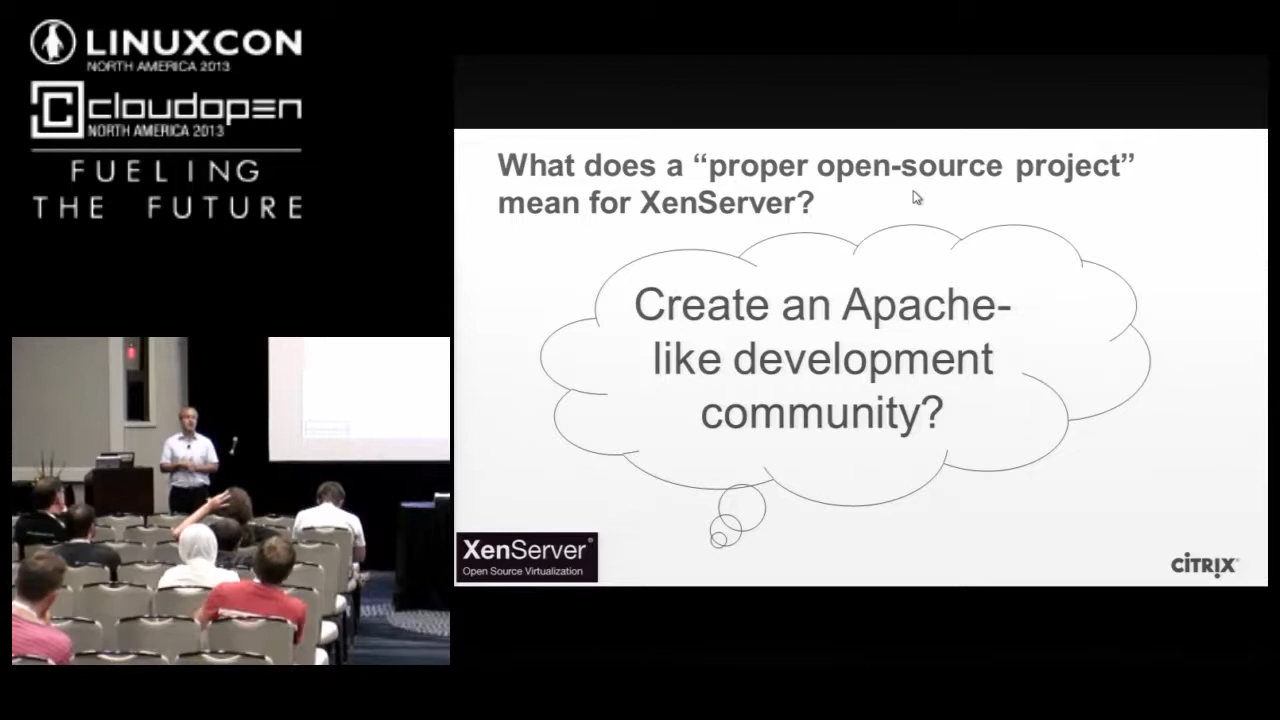 LINUXCON
NORTH AMERICA 2013
cloudopen
NORTH AMERICA 2013
FUELING
THE FUTURE
What does a “proper open-source project”
mean for XenServer?
Create an Apache-
like development
community?
XenServer®
Open Source Virtualization
CITRIX®